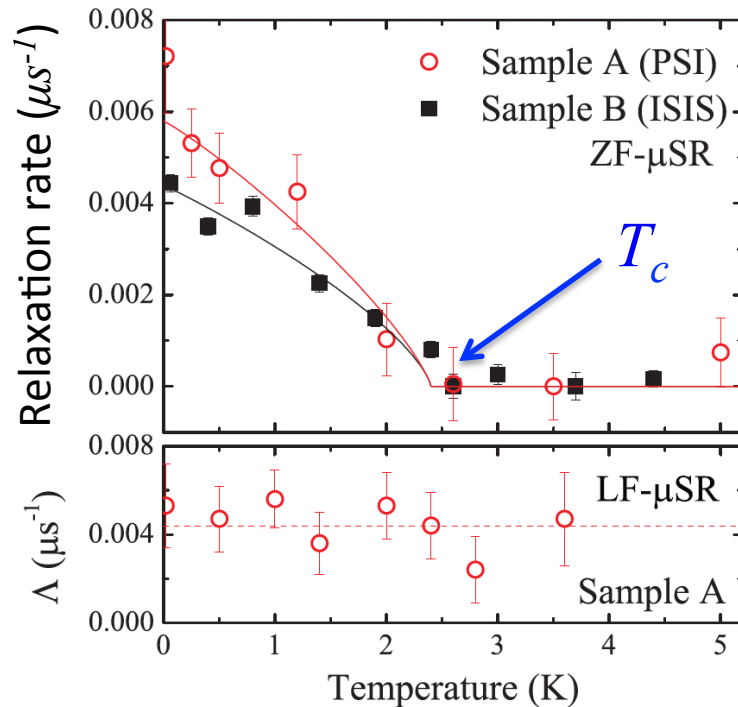 Relaxation rate (μs⁻¹)
0.008
0.006
0.004
0.002
0.000
Sample A (PSI)
Sample B (ISIS)
ZF-μSR
T_c
Λ (μs⁻¹)
0.008
0.004
0.000
LF-μSR
Sample A
0 1 2 3 4 5
Temperature (K)